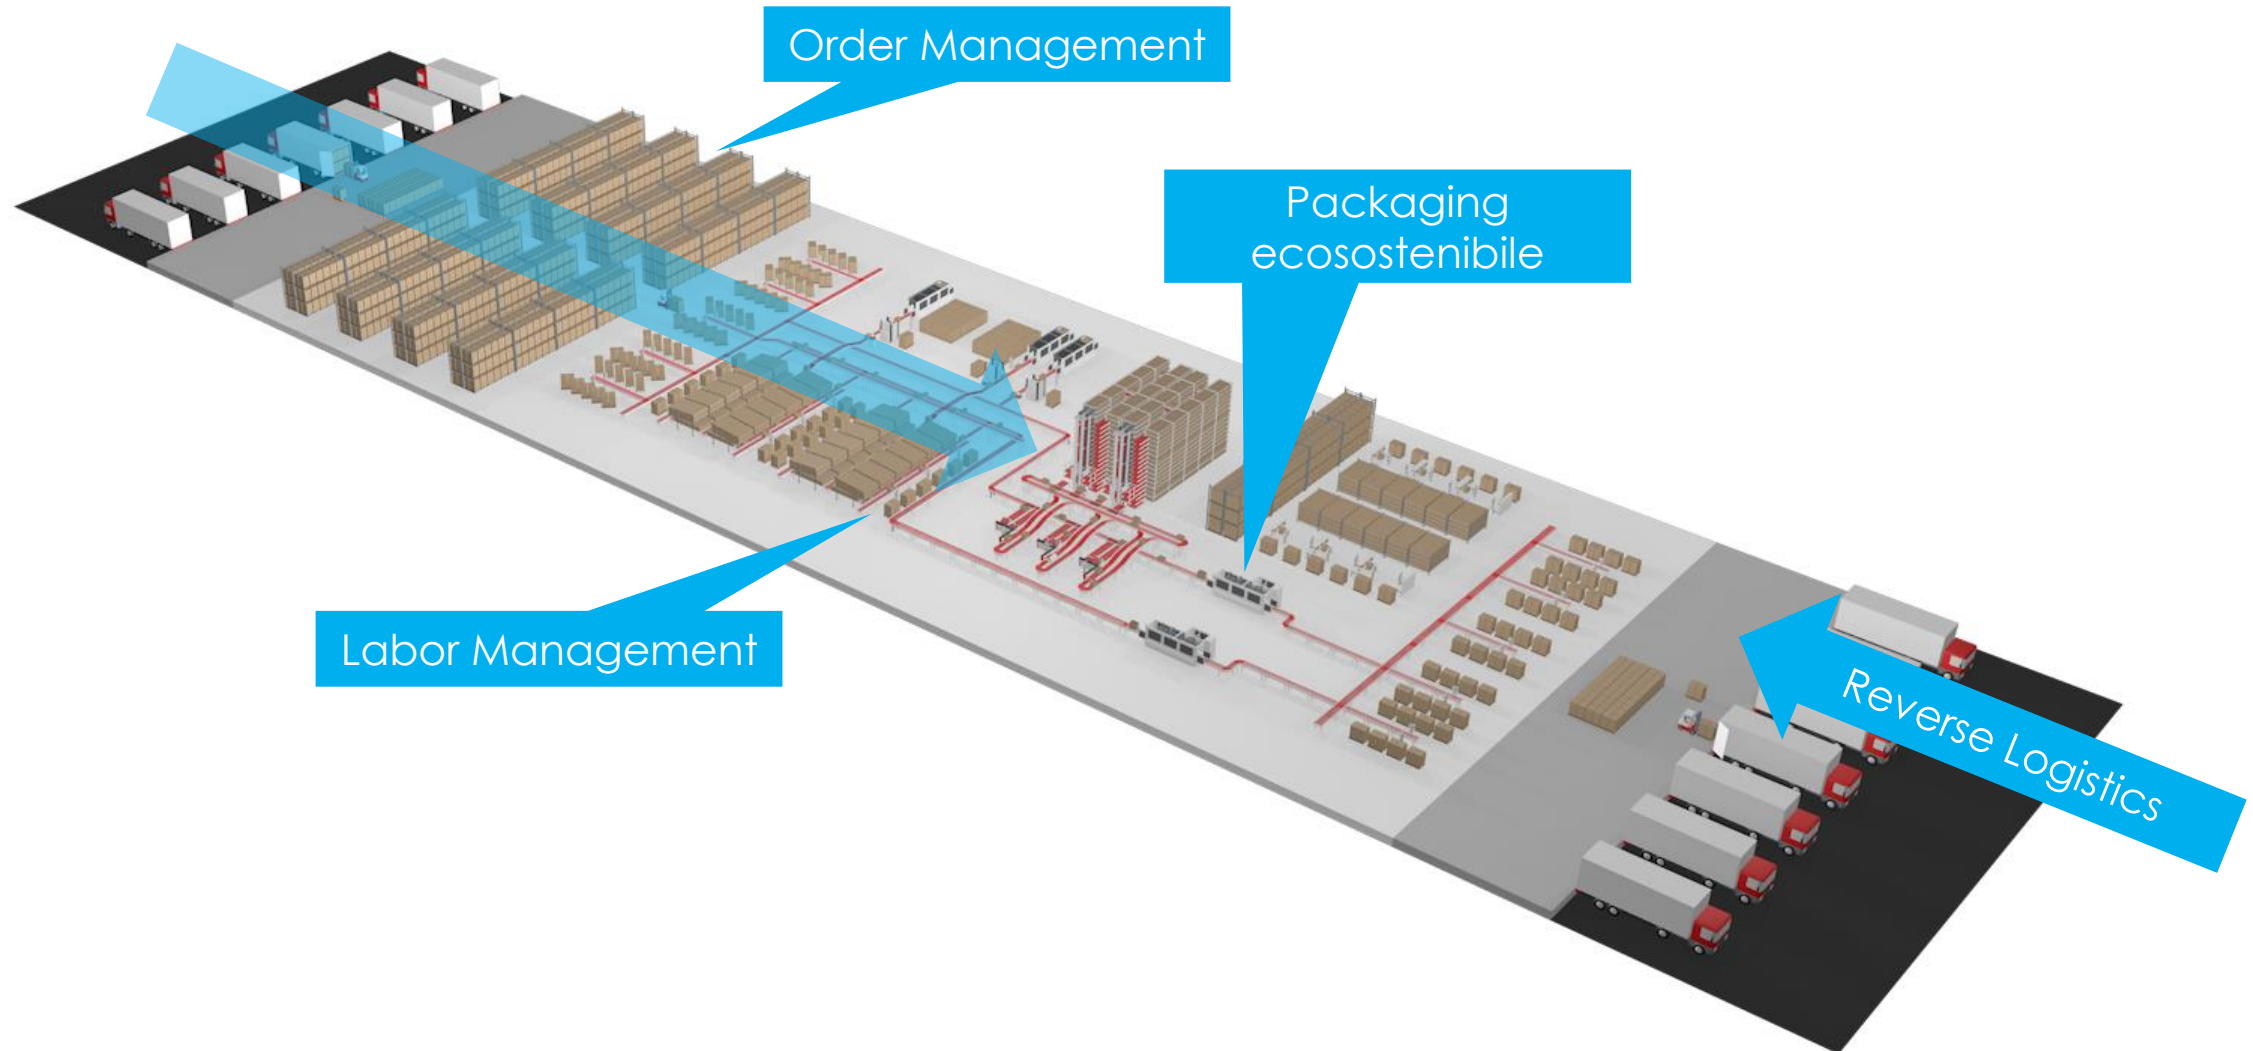 Order Management
Packaging
ecosostenibile
Labor Management
Reverse Logistics